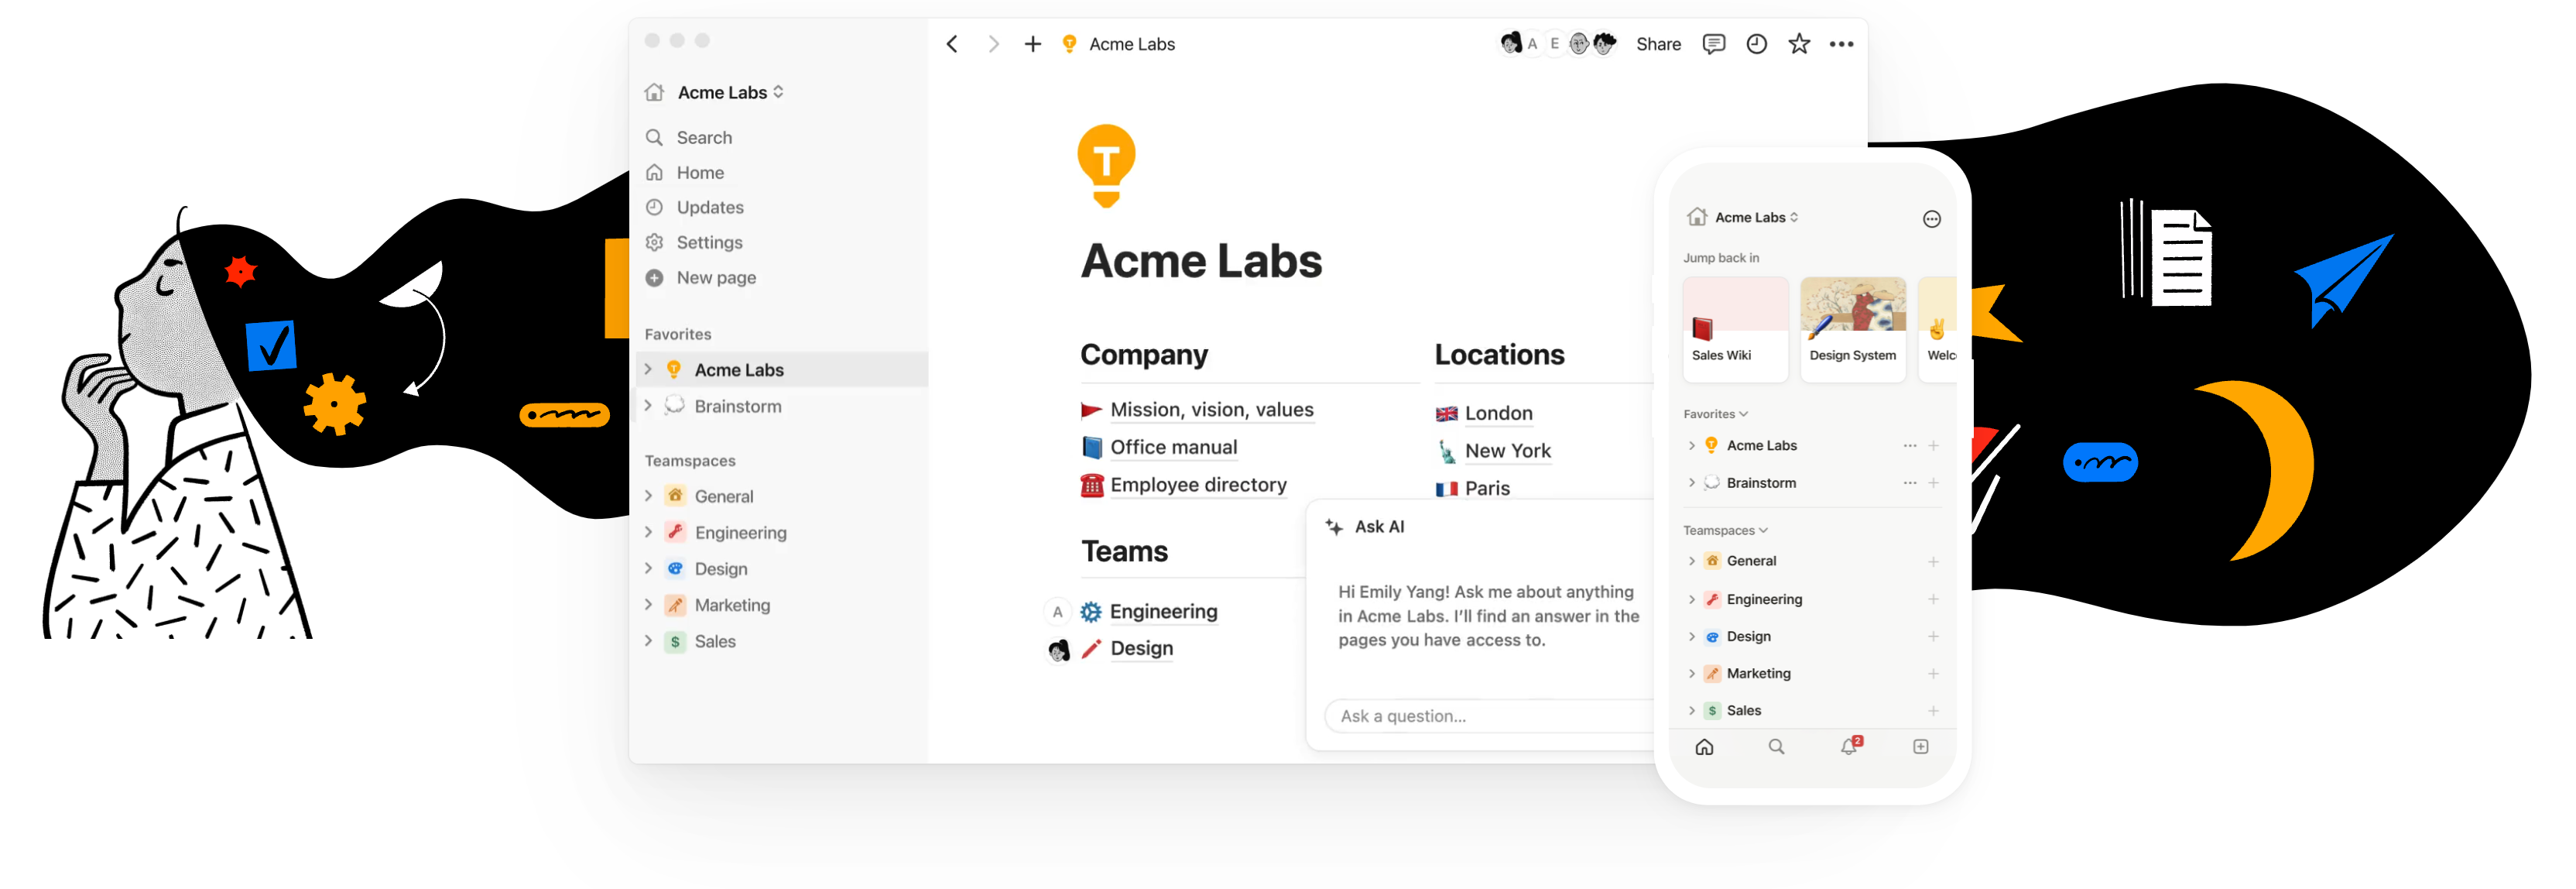 Acme Labs
Search
Home
Updates
Settings
New page
Favorites
Acme Labs
Brainstorm
Teamspaces
General
Engineering
Design
Marketing
Sales
Acme Labs
A E
Share
T
Acme Labs
Company
Mission, vision, values
Office manual
Employee directory
Locations
London
New York
Paris
Teams
A Engineering
Design
Ask AI
Hi Emily Yang! Ask me about anything
in Acme Labs. I’ll find an answer in the
pages you have access to.
Ask a question...
Acme Labs
Jump back in
Sales Wiki
Design System
Welc
Favorites
Acme Labs
Brainstorm
Teamspaces
General
Engineering
Design
Marketing
$ Sales
2